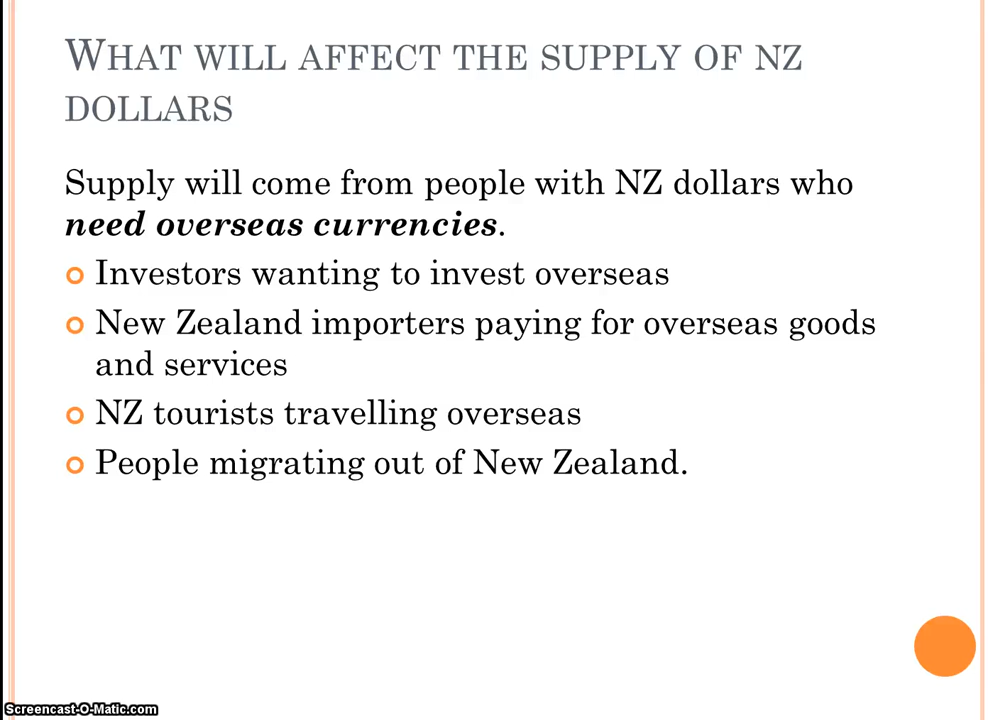 WHAT WILL AFFECT THE SUPPLY OF NZ
DOLLARS
Supply will come from people with NZ dollars who
need overseas currencies.
Investors wanting to invest overseas
New Zealand importers paying for overseas goods
and services
NZ tourists travelling overseas
People migrating out of New Zealand.
Screencast-O-Matic.com